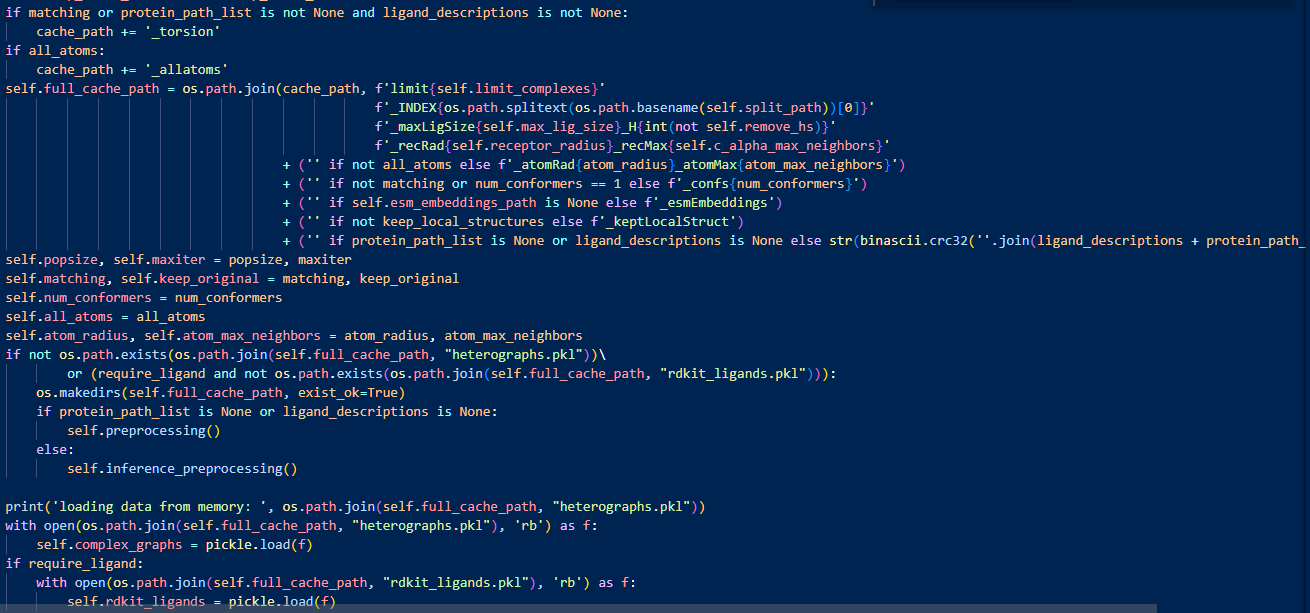 if matching or protein_path_list is not None and ligand_descriptions is not None:
    cache_path += '_torsion'
if all_atoms:
    cache_path += '_allatoms'
self.full_cache_path = os.path.join(cache_path, f'limit{self.limit_complexes}'
                                                f'_INDEX{os.path.splitext(os.path.basename(self.split_path))[0]}'
                                                f'_maxLigSize{self.max_lig_size}_H{int(not self.remove_hs)}'
                                                f'_recRad{self.receptor_radius}_recMax{self.c_alpha_max_neighbors}'
                                    + ('' if not all_atoms else f'_atomRad{atom_radius}_atomMax{atom_max_neighbors}')
                                    + ('' if not matching or num_conformers == 1 else f'_confs{num_conformers}')
                                    + ('' if self.esm_embeddings_path is None else f'_esmEmbeddings')
                                    + ('' if not keep_local_structures else f'_keptLocalStruct')
                                    + ('' if protein_path_list is None or ligand_descriptions is None else str(binascii.crc32(''.join(ligand_descriptions + protein_path_
self.popsize, self.maxiter = popsize, maxiter
self.matching, self.keep_original = matching, keep_original
self.num_conformers = num_conformers
self.all_atoms = all_atoms
self.atom_radius, self.atom_max_neighbors = atom_radius, atom_max_neighbors
if not os.path.exists(os.path.join(self.full_cache_path, "heterographs.pkl"))\
        or (require_ligand and not os.path.exists(os.path.join(self.full_cache_path, "rdkit_ligands.pkl"))):
    os.makedirs(self.full_cache_path, exist_ok=True)
    if protein_path_list is None or ligand_descriptions is None:
        self.preprocessing()
    else:
        self.inference_preprocessing()
print('loading data from memory: ', os.path.join(self.full_cache_path, "heterographs.pkl"))
with open(os.path.join(self.full_cache_path, "heterographs.pkl"), 'rb') as f:
    self.complex_graphs = pickle.load(f)
if require_ligand:
    with open(os.path.join(self.full_cache_path, "rdkit_ligands.pkl"), 'rb') as f:
        self.rdkit_ligands = pickle.load(f)